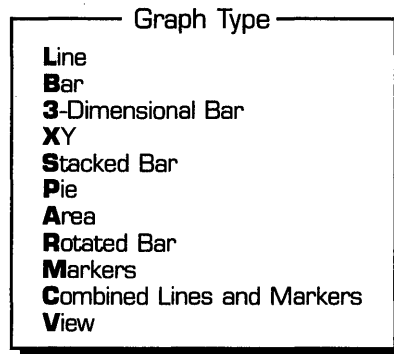 Graph Type
Line
Bar
3-Dimensional Bar
XY
Stacked Bar
Pie
Area
Rotated Bar
Markers
Combined Lines and Markers
View